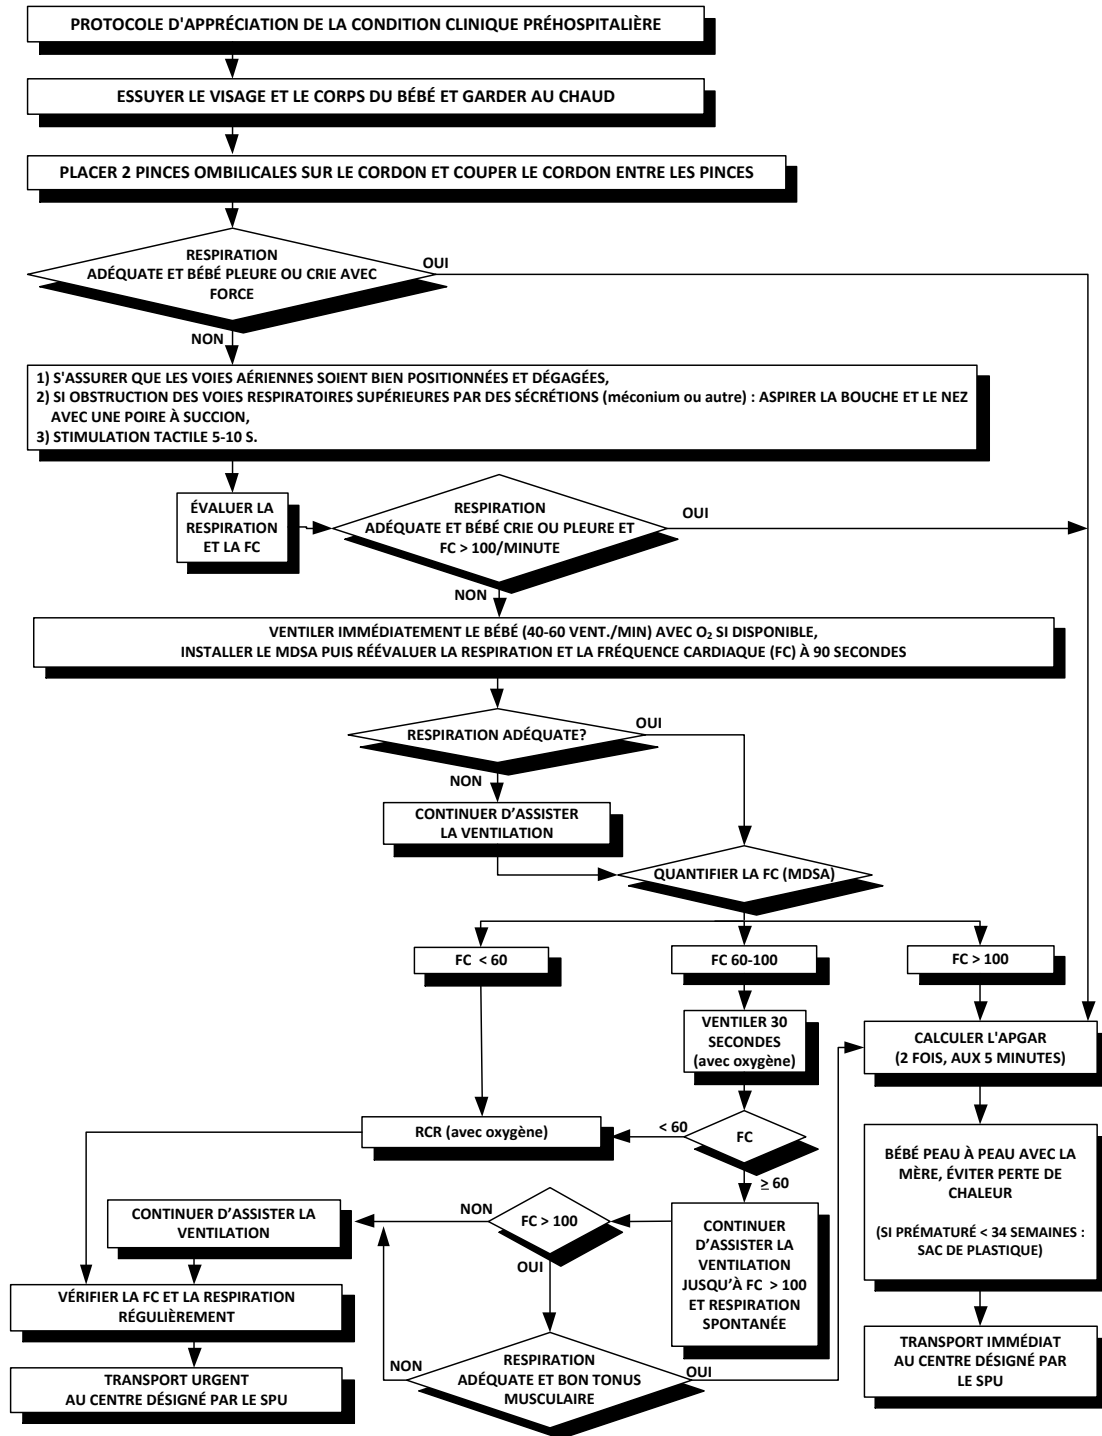 PROTOCOLE D'APPRÉCIATION DE LA CONDITION CLINIQUE PRÉHOSPITALIÈRE
ESSUYER LE VISAGE ET LE CORPS DU BÉBÉ ET GARDER AU CHAUD
PLACER 2 PINCES OMBILICALES SUR LE CORDON ET COUPER LE CORDON ENTRE LES PINCES
RESPIRATION
ADÉQUATE ET BÉBÉ PLEURE OU CRIE AVEC
FORCE
OUI
NON
1) S'ASSURER QUE LES VOIES AÉRIENNES SOIENT BIEN POSITIONNÉES ET DÉGAGÉES,
2) SI OBSTRUCTION DES VOIES RESPIRATOIRES SUPÉRIEURES PAR DES SÉCRÉTIONS (méconium ou autre) : ASPIRER LA BOUCHE ET LE NEZ
AVEC UNE POIRE À SUCCION,
3) STIMULATION TACTILE 5-10 S.
ÉVALUER LA
RESPIRATION
ET LA FC
RESPIRATION
ADÉQUATE ET BÉBÉ CRIE OU PLEURE ET
FC > 100/MINUTE
OUI
NON
VENTILER IMMÉDIATEMENT LE BÉBÉ (40-60 VENT./MIN) AVEC O₂ SI DISPONIBLE,
INSTALLER LE MDSA PUIS RÉÉVALUER LA RESPIRATION ET LA FRÉQUENCE CARDIAQUE (FC) À 90 SECONDES
RESPIRATION ADÉQUATE?
OUI
NON
CONTINUER D'ASSISTER
LA VENTILATION
QUANTIFIER LA FC (MDSA)
FC < 60
FC 60-100
FC > 100
VENTILER 30
SECONDES
(avec oxygène)
CALCULER L'APGAR
(2 FOIS, AUX 5 MINUTES)
RCR (avec oxygène)
< 60
FC
≥ 60
BÉBÉ PEAU À PEAU AVEC LA
MÈRE, ÉVITER PERTE DE
CHALEUR
(SI PRÉMATURÉ < 34 SEMAINES :
SAC DE PLASTIQUE)
CONTINUER D'ASSISTER LA
VENTILATION
NON
FC > 100
OUI
CONTINUER
D'ASSISTER LA
VENTILATION
JUSQU'À FC > 100
ET RESPIRATION
SPONTANÉE
VÉRIFIER LA FC ET LA RESPIRATION
RÉGULIÈREMENT
NON
RESPIRATION
ADÉQUATE ET BON TONUS
MUSCULAIRE
OUI
TRANSPORT URGENT
AU CENTRE DÉSIGNÉ PAR LE SPU
TRANSPORT IMMÉDIAT
AU CENTRE DÉSIGNÉ PAR
LE SPU